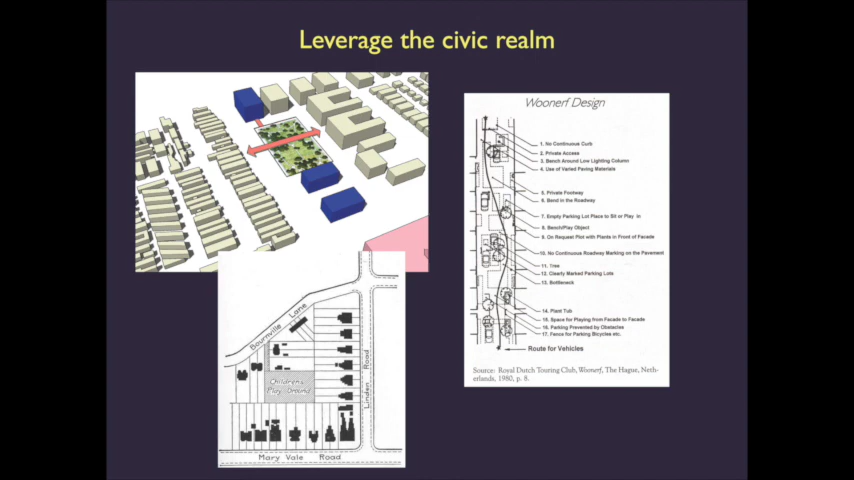 Leverage the civic realm
Woonerf Design
1. No Continuous Curb
2. Private Access
3. Bench Around Low Lighting Column
4. Use of Varied Paving Materials
5. Private Footway
6. Bend in the Roadway
7. Empty Parking Lot Place to Sit or Play in
8. Bench/Play Object
9. On Request Plot with Plants in Front of Facade
10. No Continuous Roadway Marking on the Pavement
11. Tree
12. Clearly Marked Parking Lots
13. Bottleneck
14. Plant Tub
15. Space for Playing from Facade to Facade
16. Parking Prevented by Obstacles
17. Fence for Parking Bicycles etc.
Route for Vehicles
Source: Royal Dutch Touring Club, Woonerf, The Hague, Neth-
erlands, 1980, p. 8.
Bournville Lane
Children's
Play Ground
Linden Road
Mary Vale Road